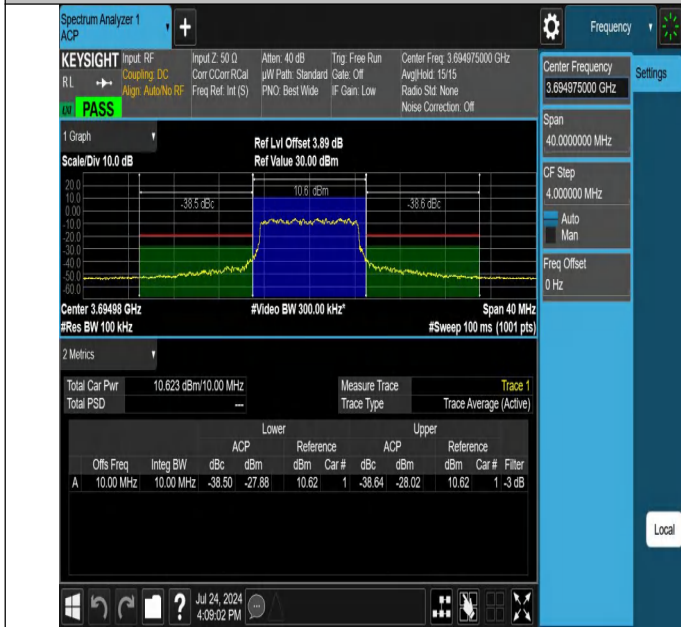 Spectrum Analyzer 1
ACP
+
Frequency
KEYSIGHT
RL
LXI PASS
Input: RF
Coupling: DC
Align: Auto/No RF
Input Z: 50 Ω
Corr CCorr RCal
Freq Ref: Int (S)
Atten: 40 dB
µW Path: Standard
PNO: Best Wide
Trig: Free Run
Gate: Off
IF Gain: Low
Center Freq: 3.694975000 GHz
Avg|Hold: 15/15
Radio Std: None
Noise Correction: Off
Center Frequency
3.694975000 GHz
Settings
Span
40.0000000 MHz
CF Step
4.000000 MHz
Auto
Man
Freq Offset
0 Hz
1 Graph
Scale/Div 10.0 dB
Ref Lvl Offset 3.89 dB
Ref Value 30.00 dBm
20.0
10.0
0.00
-10.0
-20.0
-30.0
-40.0
-50.0
-60.0
-38.5 dBc
10.6 dBm
-38.6 dBc
Center 3.69498 GHz
#Video BW 300.00 kHz*
Span 40 MHz
#Res BW 100 kHz
#Sweep 100 ms (1001 pts)
2 Metrics
Total Car Pwr 10.623 dBm/10.00 MHz
Total PSD ---
Measure Trace Trace 1
Trace Type Trace Average (Active)
Lower Upper
ACP Reference ACP Reference
Offs Freq Integ BW dBc dBm dBm Car # dBc dBm dBm Car # Filter
A 10.00 MHz 10.00 MHz -38.50 -27.88 10.62 1 -38.64 -28.02 10.62 1 -3 dB
Local
?
Jul 24, 2024
4:09:02 PM